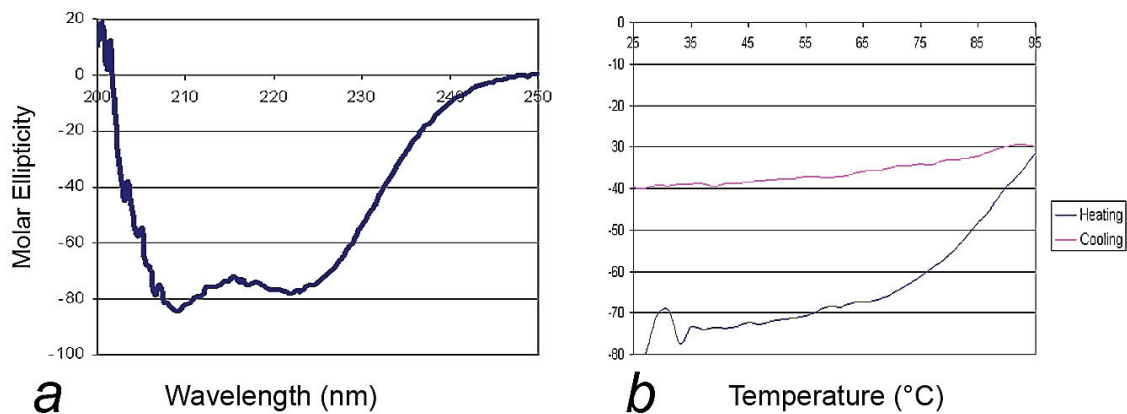 20
0
-20
-40
-60
-80
-100
200 210 220 230 240 250
Molar Ellipticity
a Wavelength (nm)
-0
-10
-20
-30
-40
-50
-60
-70
-80
25 35 45 55 65 75 85 95
b Temperature (°C)
Heating
Cooling